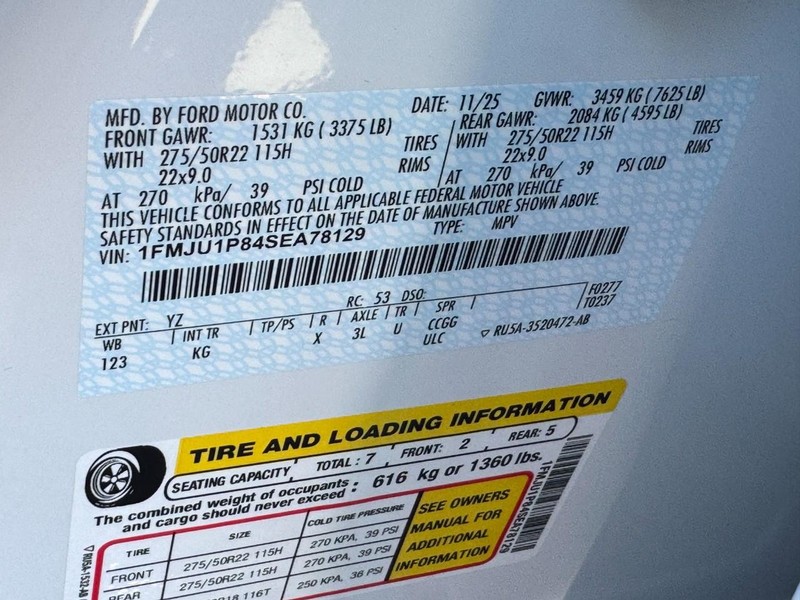 MFD. BY FORD MOTOR CO. DATE: 11/25 GVWR: 3459 KG ( 7625 LB)
FRONT GAWR: 1531 KG ( 3375 LB) REAR GAWR: 2084 KG ( 4595 LB)
WITH 275/50R22 115H TIRES WITH 275/50R22 115H TIRES
22x9.0 RIMS 22x9.0 RIMS
AT 270 kPa/ 39 PSI COLD AT 270 kPa/ 39 PSI COLD
THIS VEHICLE CONFORMS TO ALL APPLICABLE FEDERAL MOTOR VEHICLE
SAFETY STANDARDS IN EFFECT ON THE DATE OF MANUFACTURE SHOWN ABOVE.
VIN: 1FMJU1P84SEA78129 TYPE: MPV
F0277
T0237
EXT PNT: YZ RC: 53 DSO:
WB INT TR TP/PS R AXLE TR SPR
123 KG X 3L U CCGG
ULC ▽ RU5A-3520472-AB
TIRE AND LOADING INFORMATION
SEATING CAPACITY TOTAL : 7 FRONT: 2 REAR: 5
The combined weight of occupants and cargo should never exceed : 616 kg or 1360 lbs.
TIRE SIZE COLD TIRE PRESSURE
FRONT 275/50R22 115H 270 KPA, 39 PSI
REAR 275/50R22 115H 270 KPA, 39 PSI
R18 116T 250 KPA, 36 PSI
SEE OWNERS
MANUAL FOR
ADDITIONAL
INFORMATION
1FMJU1P84SEA78129